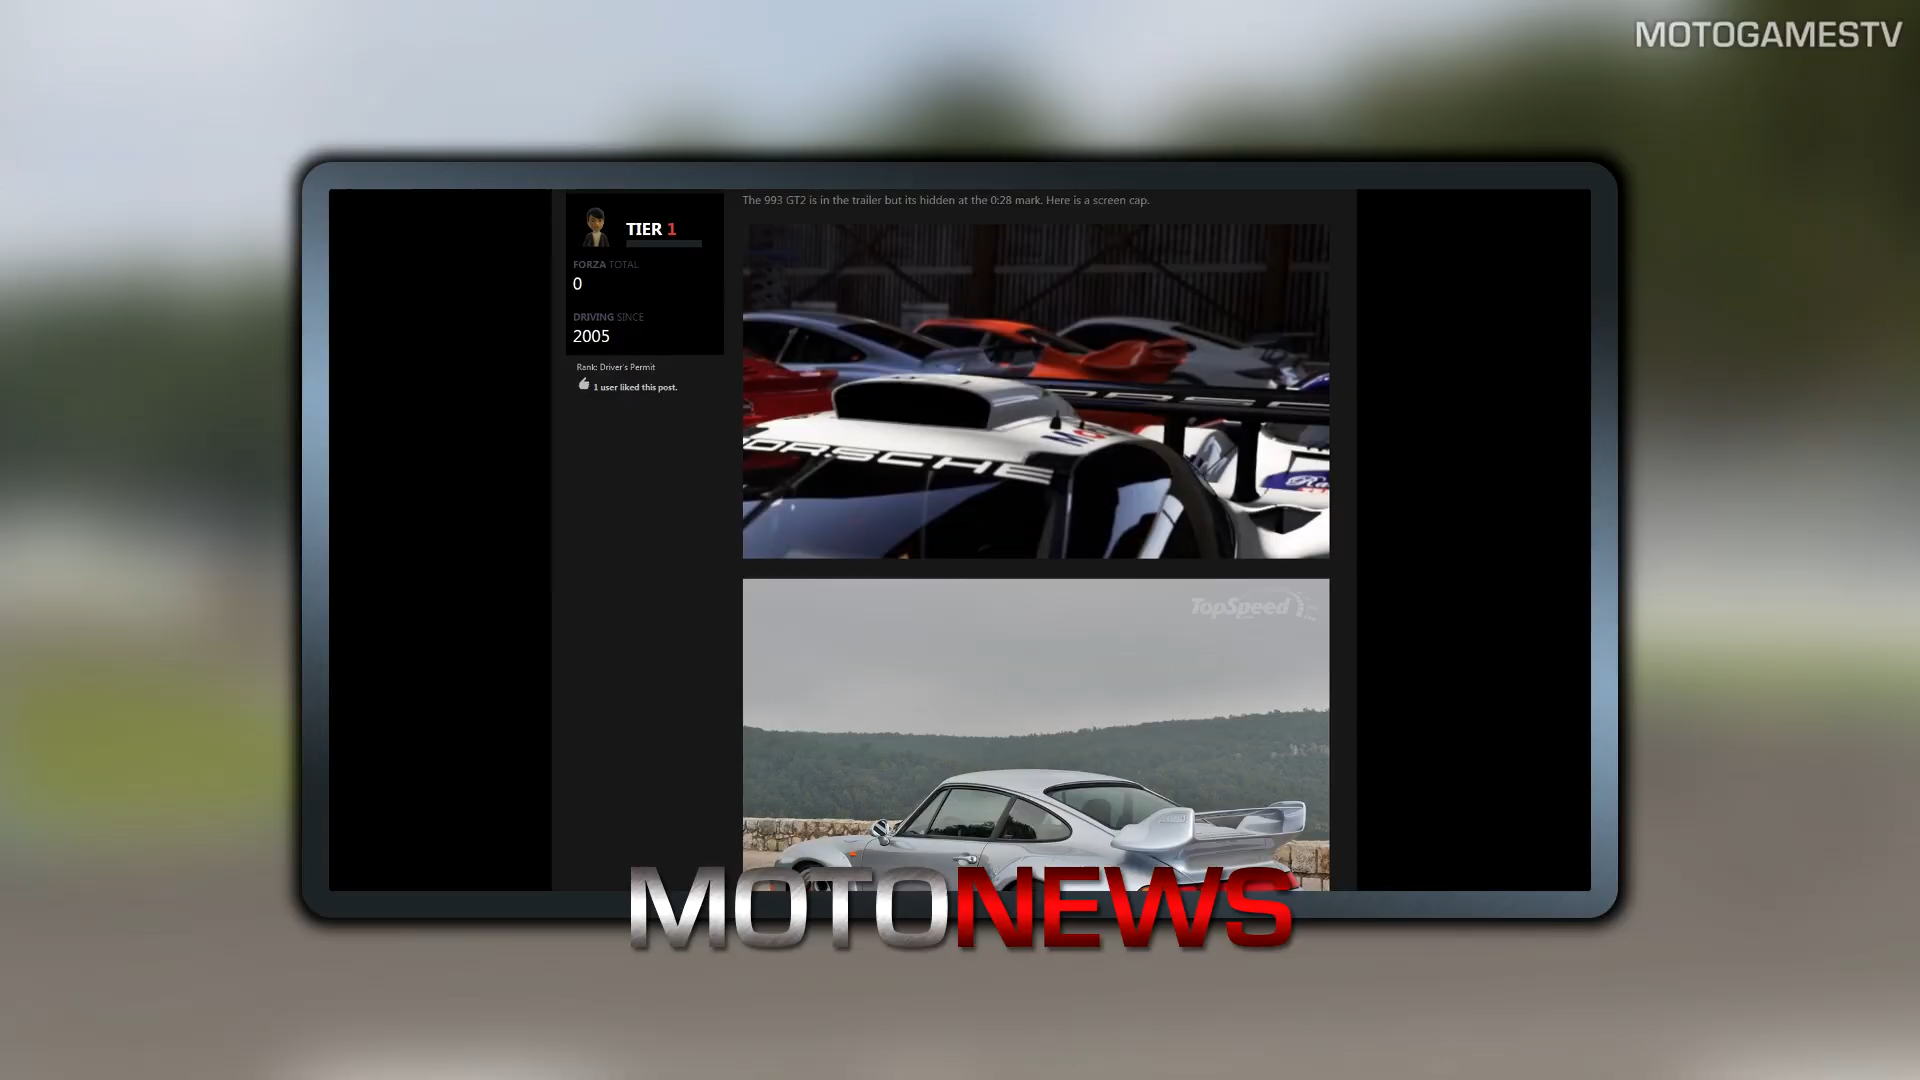 MOTOGAMESTV
The 993 GT2 is in the trailer but its hidden at the 0:28 mark. Here is a screen cap.
TIER 1
FORZA TOTAL
0
DRIVING SINCE
2005
Rank: Driver's Permit
1 user liked this post.
PORSCHE
TopSpeed
MOTONEWS